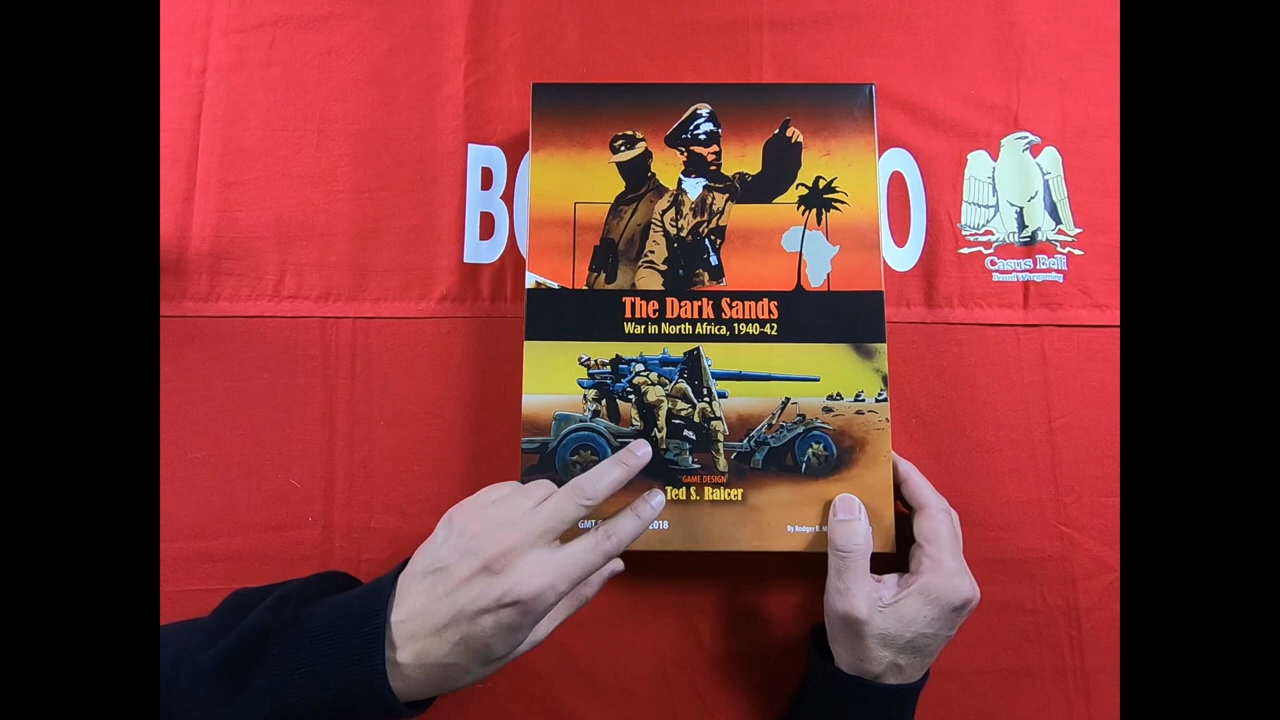 The Dark Sands
War in North Africa, 1940-42
GAME DESIGN
Ted S. Raicer
GMT 2018
By Rodger B. M
Casus Belli
Board Wargaming